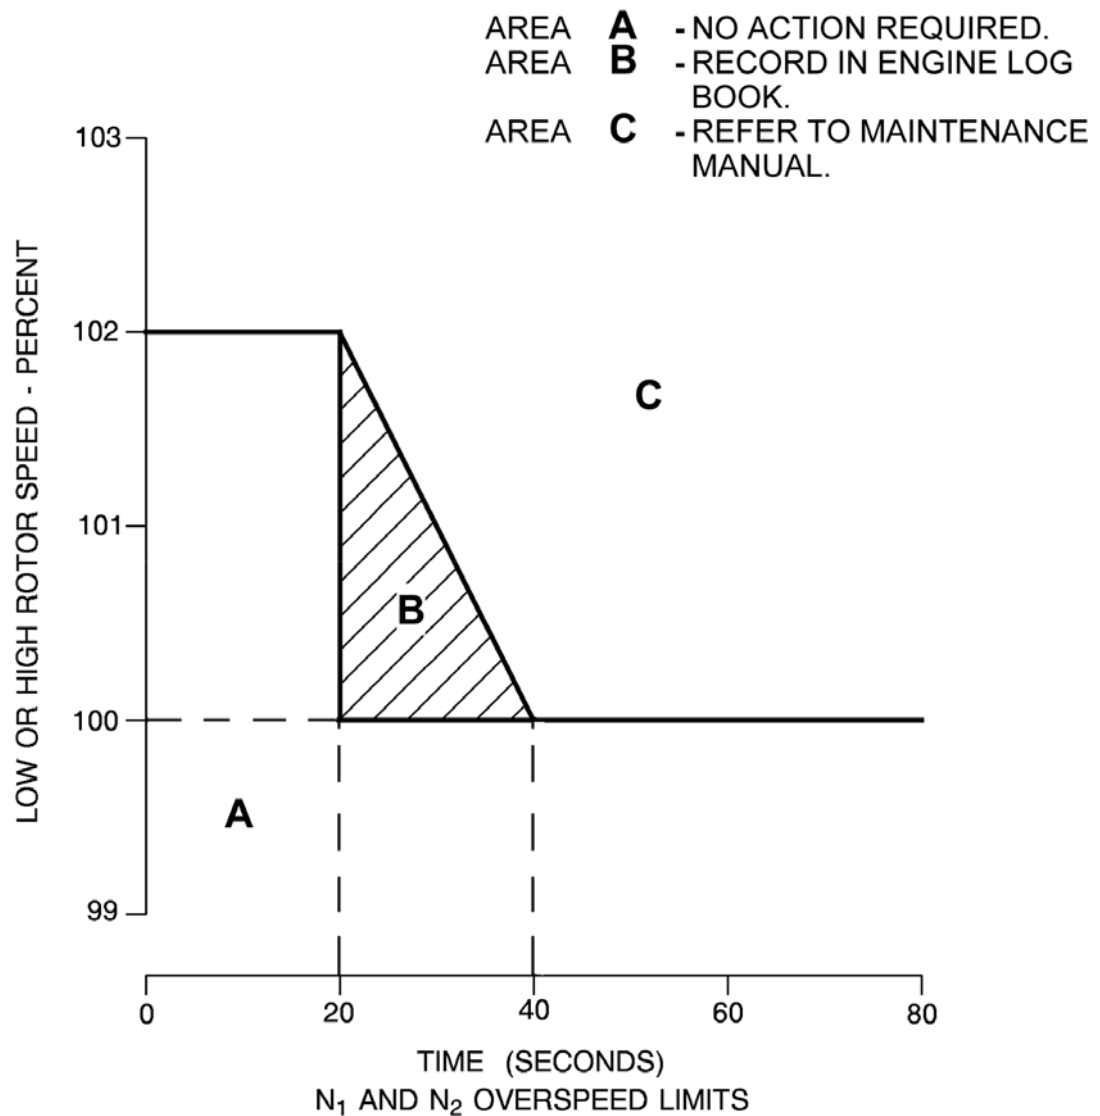 AREA A - NO ACTION REQUIRED.
AREA B - RECORD IN ENGINE LOG
BOOK.
AREA C - REFER TO MAINTENANCE
MANUAL.
LOW OR HIGH ROTOR SPEED - PERCENT
103
102
101
100
99
C
B
A
0 20 40 60 80
TIME (SECONDS)
N₁ AND N₂ OVERSPEED LIMITS